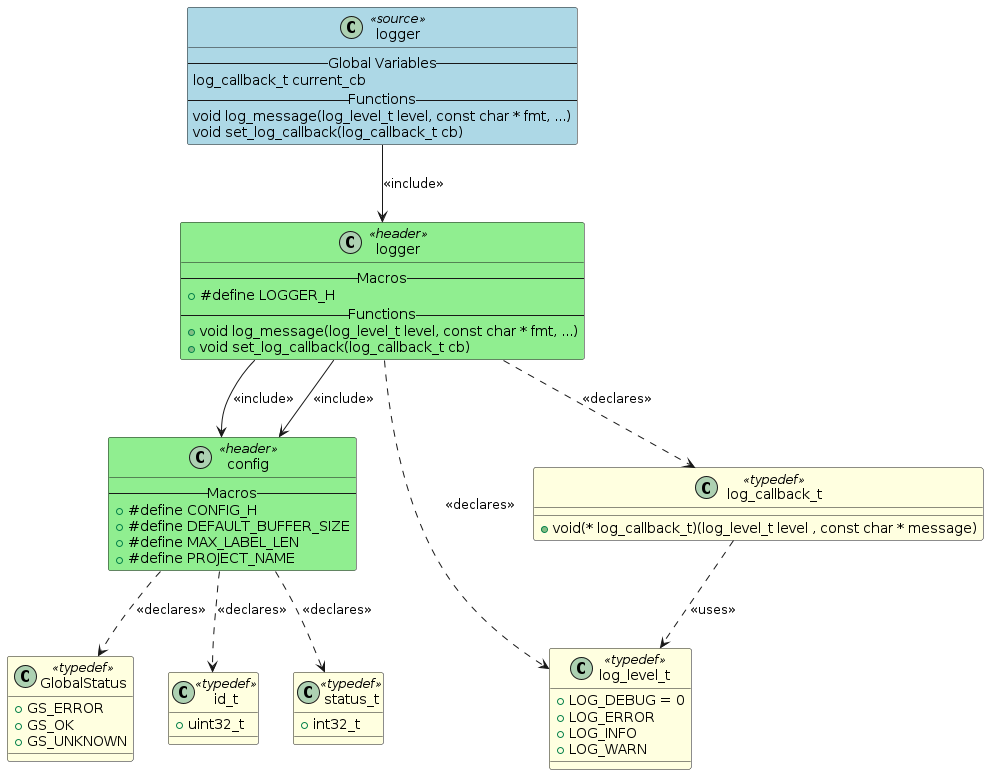 C «source»
logger
Global Variables
log_callback_t current_cb
Functions
void log_message(log_level_t level, const char * fmt, ...)
void set_log_callback(log_callback_t cb)
«include»
C «header»
logger
Macros
#define LOGGER_H
Functions
void log_message(log_level_t level, const char * fmt, ...)
void set_log_callback(log_callback_t cb)
«include»
«include»
«declares»
C «header»
config
Macros
#define CONFIG_H
#define DEFAULT_BUFFER_SIZE
#define MAX_LABEL_LEN
#define PROJECT_NAME
«declares»
C «typedef»
log_callback_t
void(* log_callback_t)(log_level_t level , const char * message)
«declares»
«declares»
«declares»
«uses»
C «typedef»
GlobalStatus
GS_ERROR
GS_OK
GS_UNKNOWN
C «typedef»
id_t
uint32_t
C «typedef»
status_t
int32_t
C «typedef»
log_level_t
LOG_DEBUG = 0
LOG_ERROR
LOG_INFO
LOG_WARN